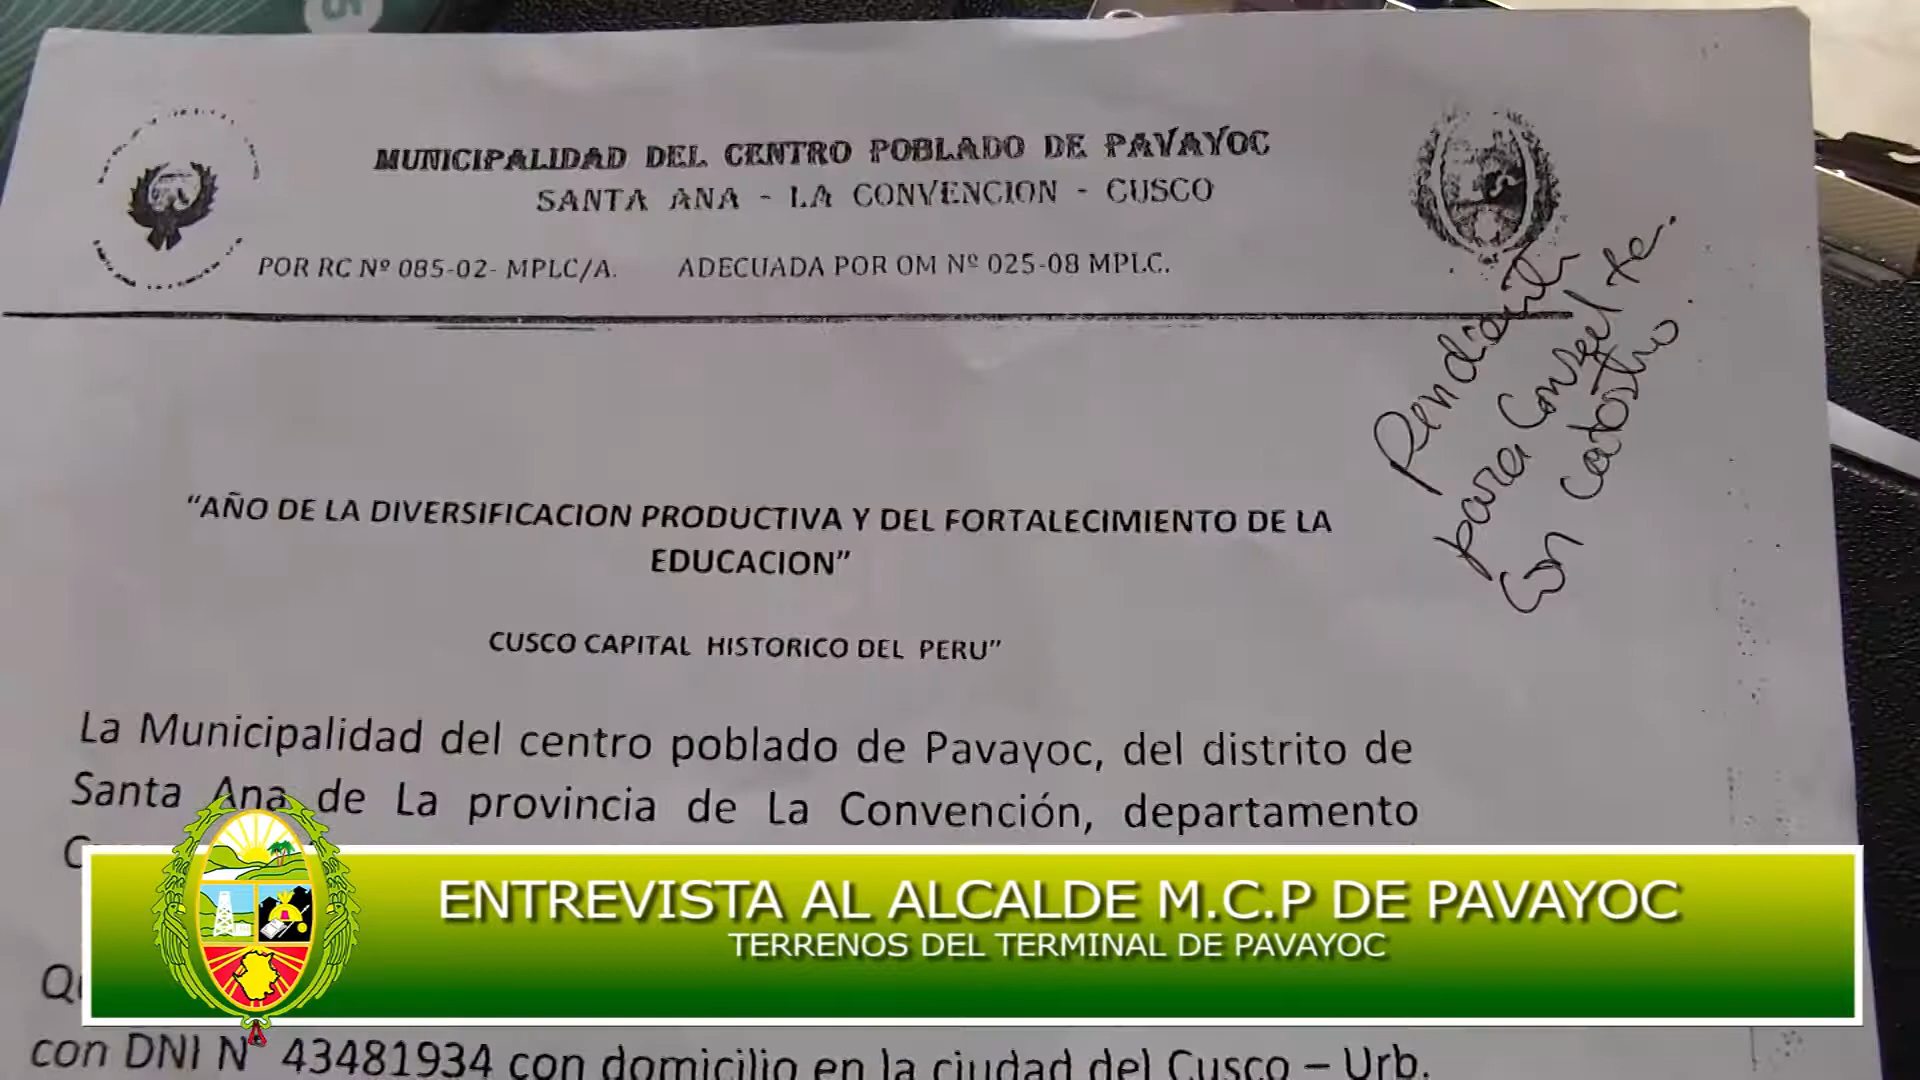 MUNICIPALIDAD DEL CENTRO POBLADO DE PAVAYOC
SANTA ANA - LA CONVENCION - CUSCO
POR RC Nº 085-02- MPLC/A. ADECUADA POR OM Nº 025-08 MPLC.
Pendiente
para
en catastro
"AÑO DE LA DIVERSIFICACION PRODUCTIVA Y DEL FORTALECIMIENTO DE LA
EDUCACION"
CUSCO CAPITAL HISTORICO DEL PERU"
La Municipalidad del centro poblado de Pavayoc, del distrito de
Santa Ana de La provincia de La Convención, departamento
ENTREVISTA AL ALCALDE M.C.P DE PAVAYOC
TERRENOS DEL TERMINAL DE PAVAYOC
con DNI N° 43481934 con domicilio en la ciudad del Cusco – Urb.